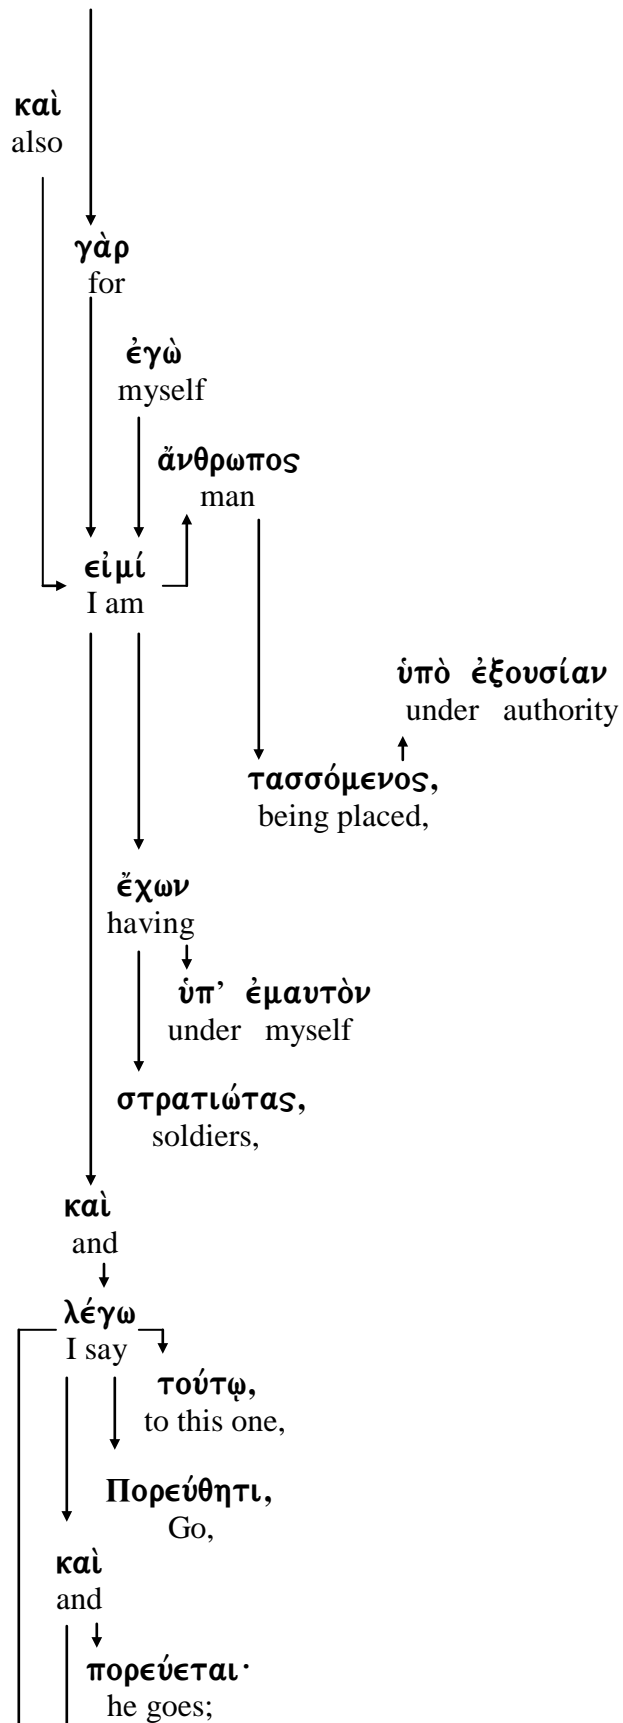 καὶ
also
γὰρ
for
ἐγὼ
myself
ἄνθρωπος
man
εἰμί
I am
ὑπὸ ἐξουσίαν
under authority
τασσόμενος,
being placed,
ἔχων
having
ὑπ’ ἐμαυτὸν
under myself
στρατιώτας,
soldiers,
καὶ
and
λέγω
I say
τούτῳ,
to this one,
Πορεύθητι,
Go,
καὶ
and
πορεύεται·
he goes;